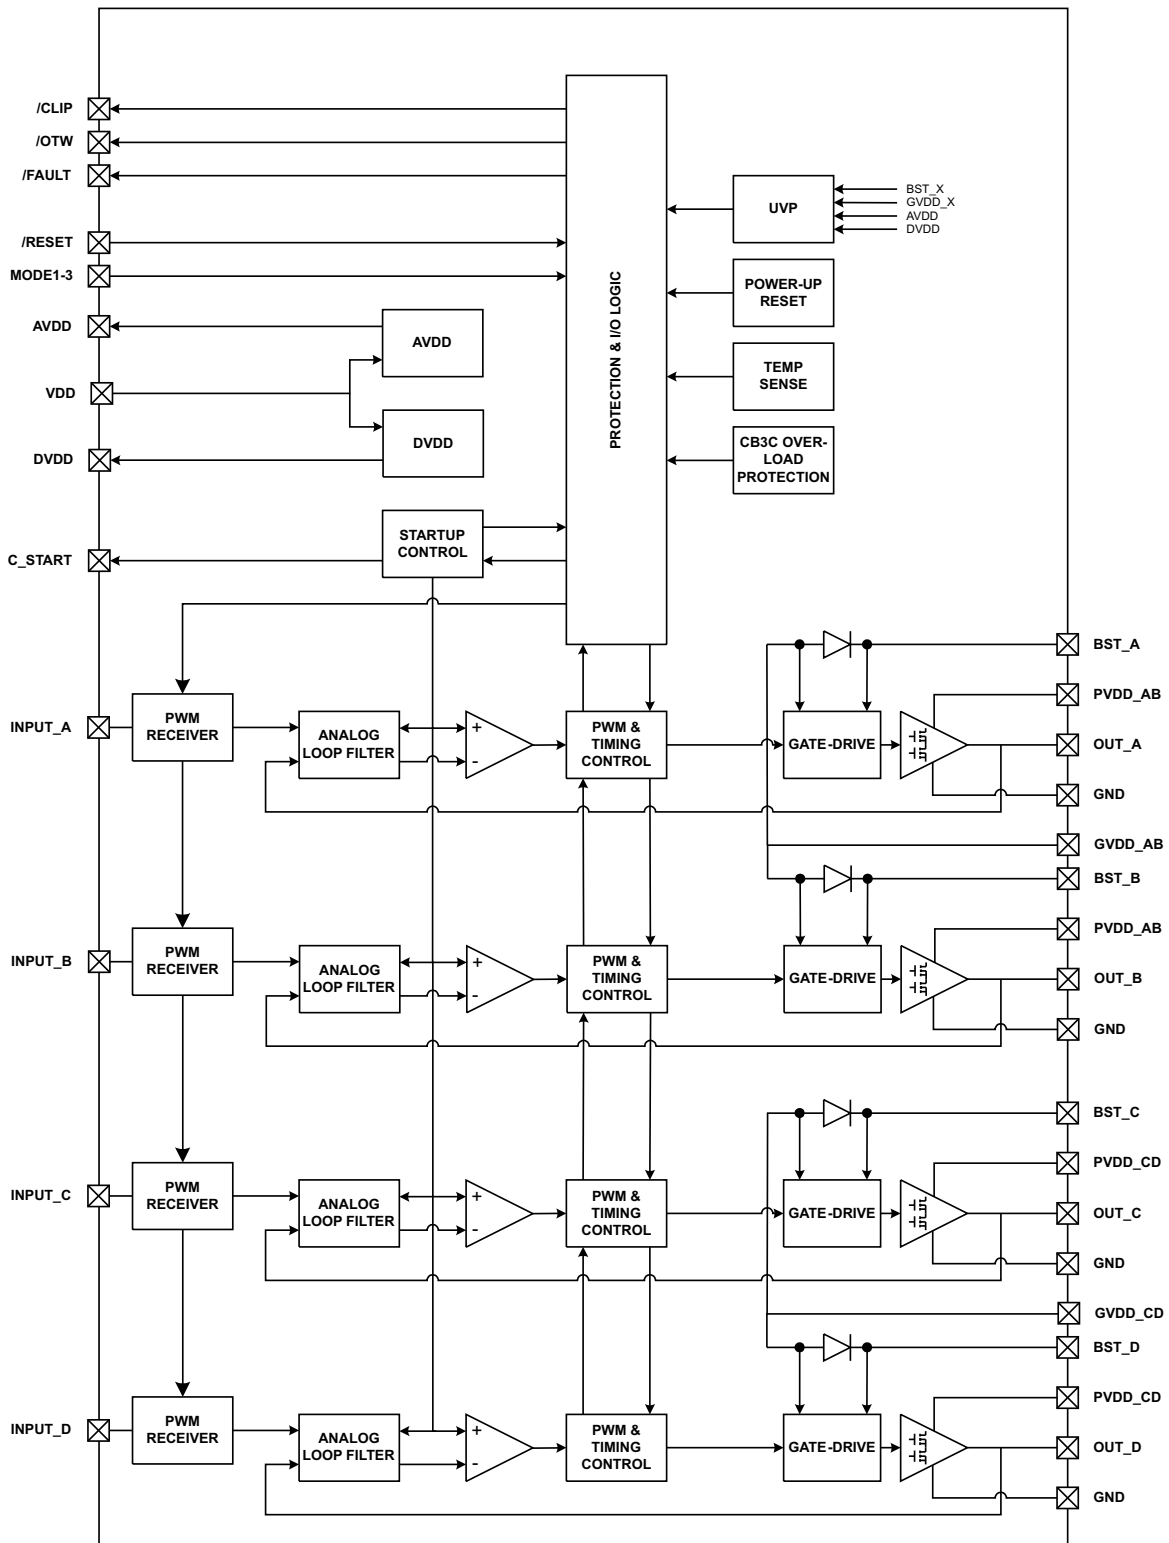 /CLIP
/OTW
/FAULT
/RESET
MODE1-3
AVDD
VDD
DVDD
C_START
AVDD
DVDD
STARTUP
CONTROL
PROTECTION & I/O LOGIC
UVP
BST_X
GVDD_X
AVDD
DVDD
POWER-UP
RESET
TEMP
SENSE
CB3C OVER-
LOAD
PROTECTION
BST_A
PVDD_AB
INPUT_A
PWM
RECEIVER
ANALOG
LOOP FILTER
+
-
PWM &
TIMING
CONTROL
GATE-DRIVE
OUT_A
GND
GVDD_AB
BST_B
PVDD_AB
INPUT_B
PWM
RECEIVER
ANALOG
LOOP FILTER
+
-
PWM &
TIMING
CONTROL
GATE-DRIVE
OUT_B
GND
BST_C
PVDD_CD
INPUT_C
PWM
RECEIVER
ANALOG
LOOP FILTER
+
-
PWM &
TIMING
CONTROL
GATE-DRIVE
OUT_C
GND
GVDD_CD
BST_D
PVDD_CD
INPUT_D
PWM
RECEIVER
ANALOG
LOOP FILTER
+
-
PWM &
TIMING
CONTROL
GATE-DRIVE
OUT_D
GND